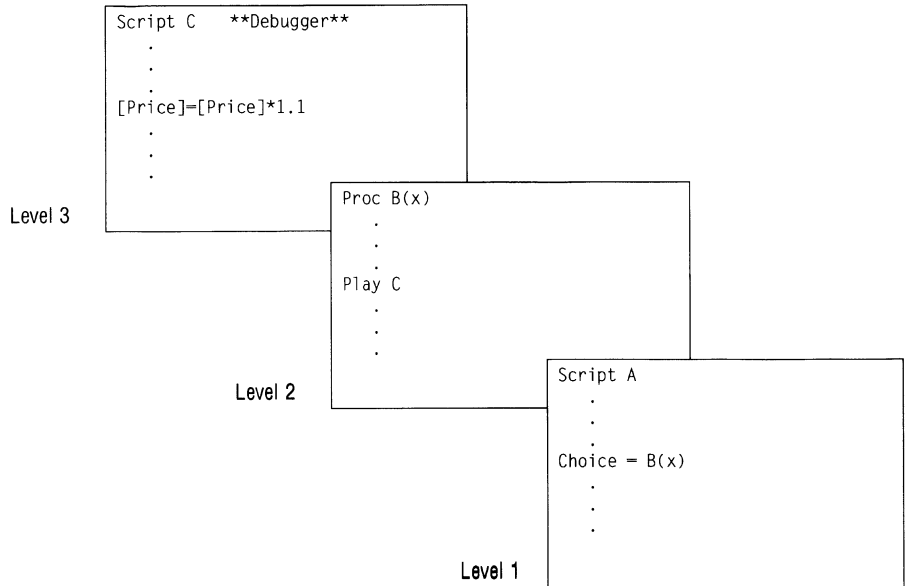 Script C    **Debugger**
.
.
.
[Price]=[Price]*1.1
.
.
.
Level 3
Proc B(x)
.
.
.
Play C
.
.
.
Level 2
Script A
.
.
.
Choice = B(x)
.
.
.
Level 1